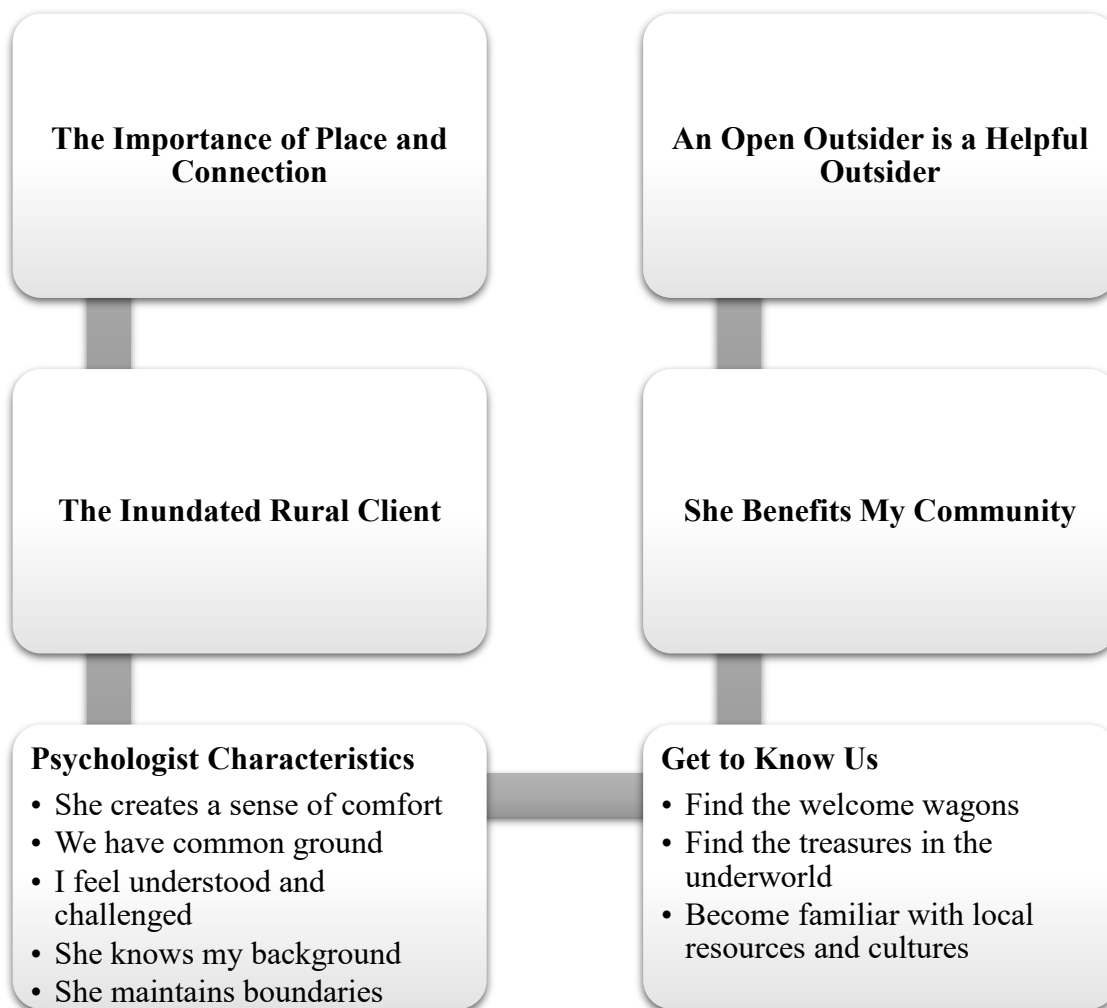 The Importance of Place and
Connection
The Inundated Rural Client
Psychologist Characteristics
• She creates a sense of comfort
• We have common ground
• I feel understood and
challenged
• She knows my background
• She maintains boundaries
Get to Know Us
• Find the welcome wagons
• Find the treasures in the
underworld
• Become familiar with local
resources and cultures
She Benefits My Community
An Open Outsider is a Helpful
Outsider